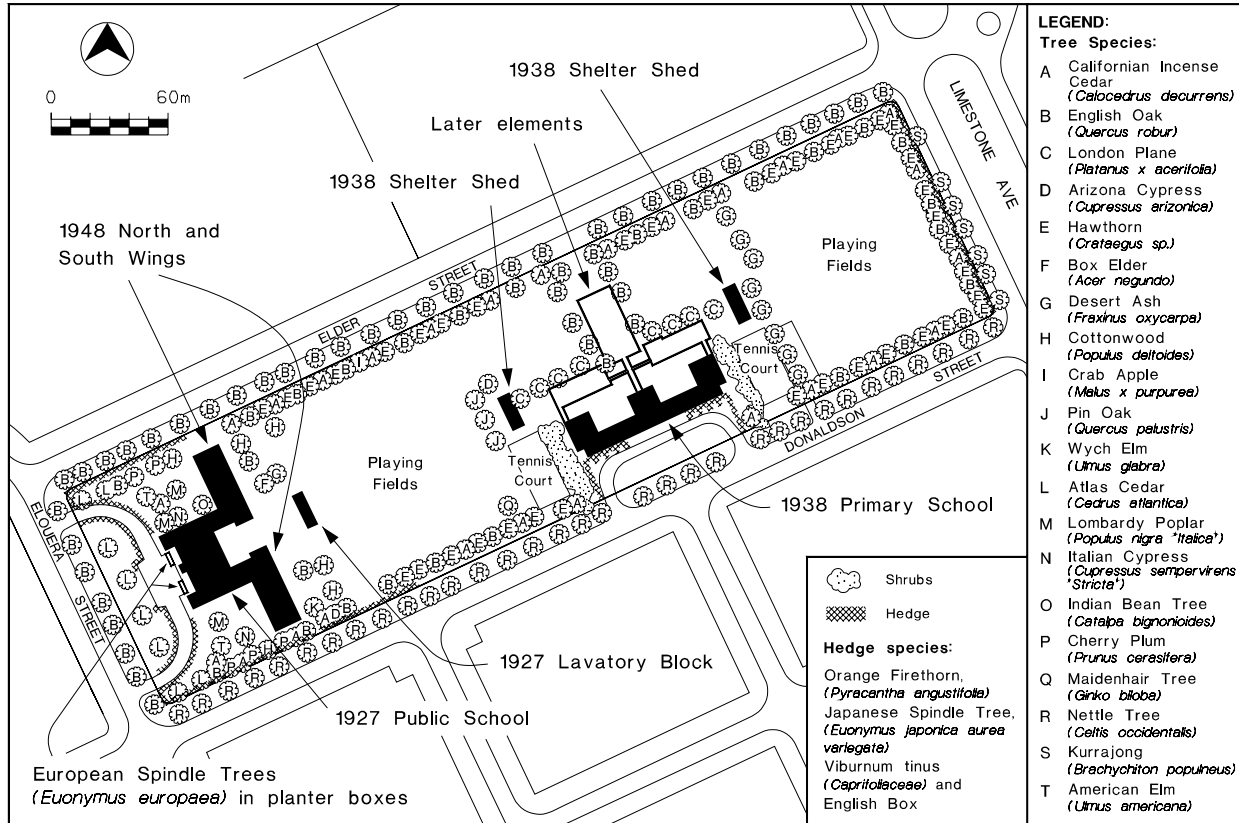 0 60m
1938 Shelter Shed
Later elements
1938 Shelter Shed
1948 North and
South Wings
ELDER
STREET
LIMESTONE AVE
Playing
Fields
Tennis
Court
DONALDSON
STREET
Playing
Fields
Tennis
Court
1938 Primary School
ELOUERA
STREET
1927 Lavatory Block
1927 Public School
European Spindle Trees
(Euonymus europaea) in planter boxes
Shrubs
Hedge
Hedge species:
Orange Firethorn,
(Pyracantha angustifolia)
Japanese Spindle Tree,
(Euonymus japonica aurea
variegata)
Viburnum tinus
(Caprifoliaceae) and
English Box
LEGEND:
Tree Species:
A Californian Incense
Cedar
(Calocedrus decurrens)
B English Oak
(Quercus robur)
C London Plane
(Platanus x acerifolia)
D Arizona Cypress
(Cupressus arizonica)
E Hawthorn
(Crataegus sp.)
F Box Elder
(Acer negundo)
G Desert Ash
(Fraxinus oxycarpa)
H Cottonwood
(Populus deltoides)
I Crab Apple
(Malus x purpurea)
J Pin Oak
(Quercus palustris)
K Wych Elm
(Ulmus glabra)
L Atlas Cedar
(Cedrus atlantica)
M Lombardy Poplar
(Populus nigra "Italica")
N Italian Cypress
(Cupressus sempervirens
"Stricta")
O Indian Bean Tree
(Catalpa bignonioides)
P Cherry Plum
(Prunus cerasifera)
Q Maidenhair Tree
(Ginko biloba)
R Nettle Tree
(Celtis occidentalis)
S Kurrajong
(Brachychiton populneus)
T American Elm
(Ulmus americana)